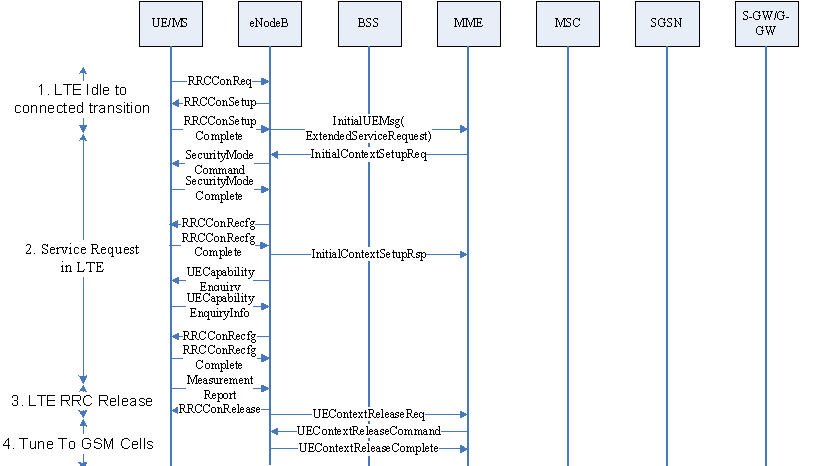 UE/MS
eNodeB
BSS
MME
MSC
SGSN
S-GW/G-
GW
1. LTE Idle to
connected transition
RRCConReq
RRCConSetup
RRCConSetup
Complete
InitialUEMsg(
ExtendedServiceRequest)
InitialContextSetupReq
SecurityMode
Command
SecurityMode
Complete
2. Service Request
in LTE
RRCConRecfg
RRCConRecfg
Complete
InitialContextSetupRsp
UECapability
Enquiry
UECapability
EnquiryInfo
RRCConRecfg
RRCConRecfg
Complete
Measurement
Report
3. LTE RRC Release
RRCConRelease
UEContextReleaseReq
UEContextReleaseCommand
4. Tune To GSM Cells
UEContextReleaseComplete